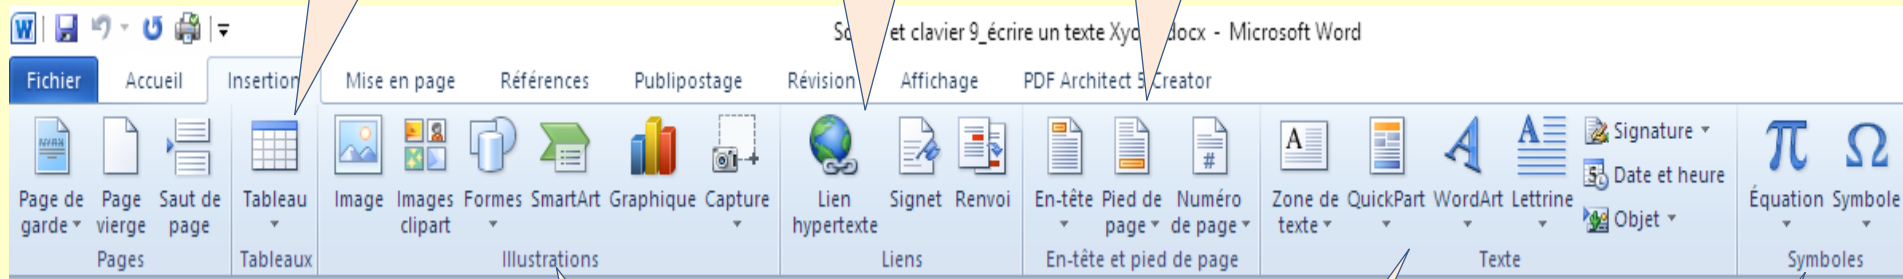 et clavier 9_écrire un texte docx - Microsoft Word
Fichier Accueil Insertion Mise en page Références Publipostage Révision Affichage PDF Architect 5 Creator
Page de garde Page vierge Saut de page Tableau Image Images clipart Formes SmartArt Graphique Capture Lien hypertexte Signet Renvoi En-tête Pied de page Numéro de page Zone de texte QuickPart WordArt Lettrine
Signature
Date et heure
Objet
Équation Symbole
Pages Tableaux Illustrations Liens En-tête et pied de page Texte Symboles